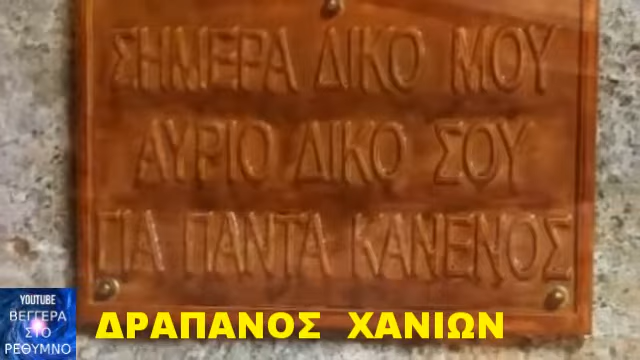 ΣΗΜΕΡΑ ΔΙΚΟ ΜΟΥ
ΑΥΡΙΟ ΔΙΚΟ ΣΟΥ
ΓΙΑ ΠΑΝΤΑ ΚΑΝΕΝΟΣ
YOUTUBE
ΒΕΓΓΕΡΑ
ΣΤΟ
ΡΕΘΥΜΝΟ
ΔΡΑΠΑΝΟΣ ΧΑΝΙΩΝ